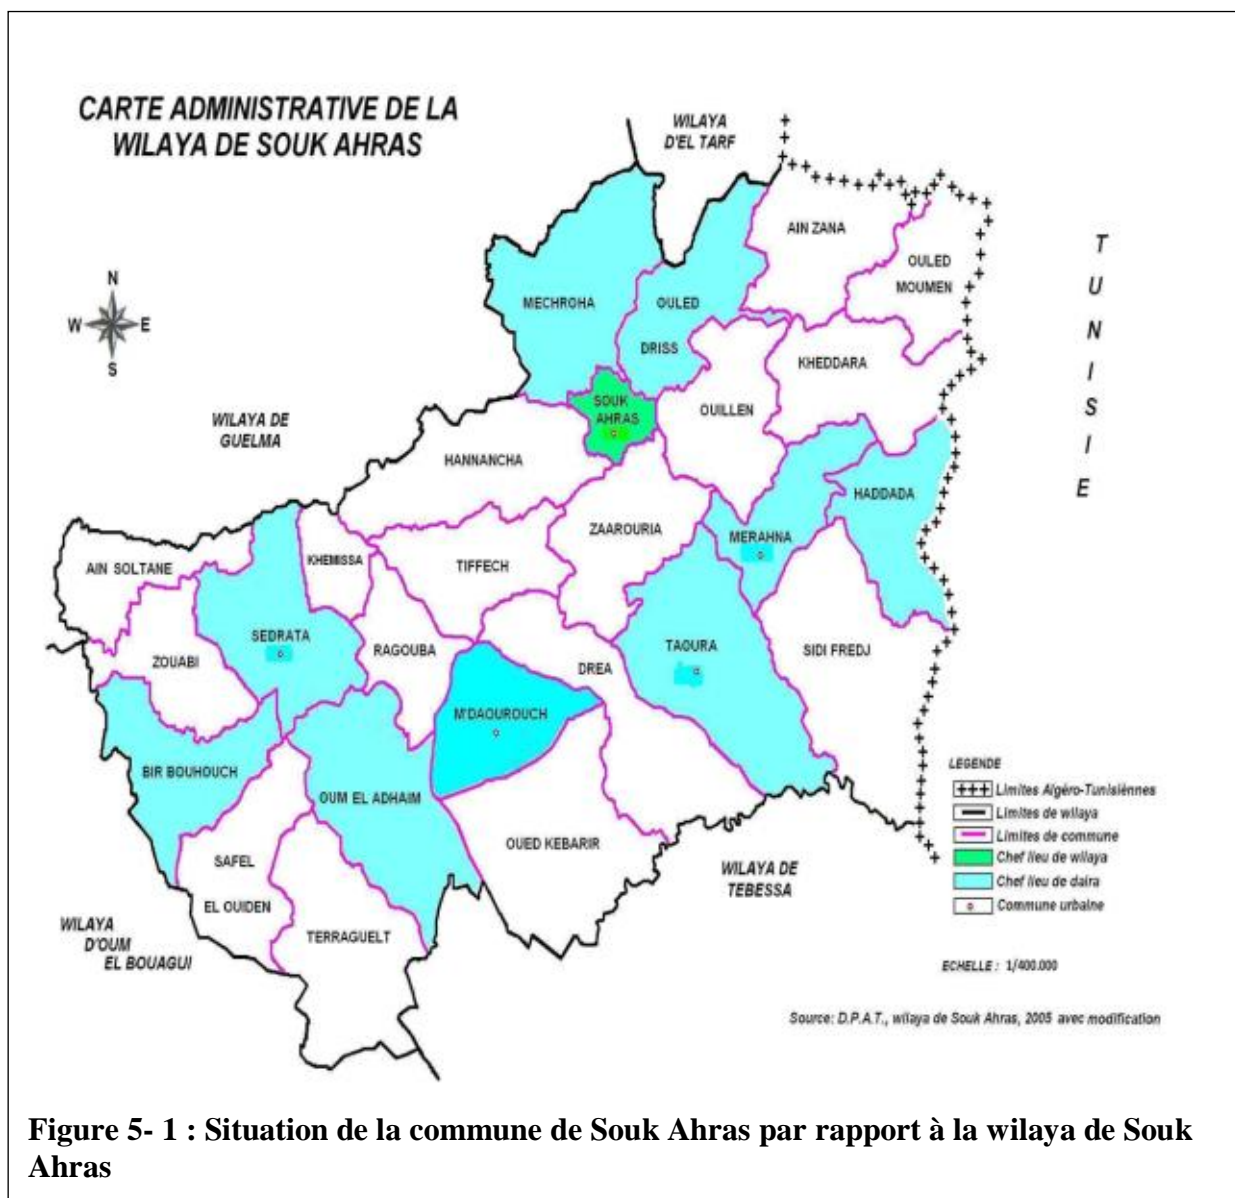 CARTE ADMINISTRATIVE DE LA
WILAYA DE SOUK AHRAS
WILAYA
D'EL TARF
N
W
E
S
AIN ZANA
OULED
MOUMEN
MECHROHA
OULED
DRISS
KHEDDARA
SOUK
AHRAS
OUILLEN
TUNISIE
WILAYA DE
GUELMA
HANNANCHA
HADDADA
ZAAROURIA
MERAHNA
AIN SOLTANE
KHEMISSA
TIFFECH
SEDRATA
RAGOUBA
ZOUABI
DREA
TAOURA
SIDI FREDJ
M'DAOUROUCH
BIR BOUHOUCH
OUM EL ADHAIM
OUED KEBARIR
SAFEL
EL OUIDEN
TERRAGUELT
WILAYA DE
TEBESSA
WILAYA
D'OUM
EL BOUAGUI
LEGENDE
Limites Algéro-Tunisiènnes
Limites de wilaya
Limites de commune
Chef lieu de wilaya
Chef lieu de daira
Commune urbaine
ECHELLE : 1/400.000
Source: D.P.A.T., wilaya de Souk Ahras, 2005 avec modification
Figure 5- 1 : Situation de la commune de Souk Ahras par rapport à la wilaya de Souk
Ahras